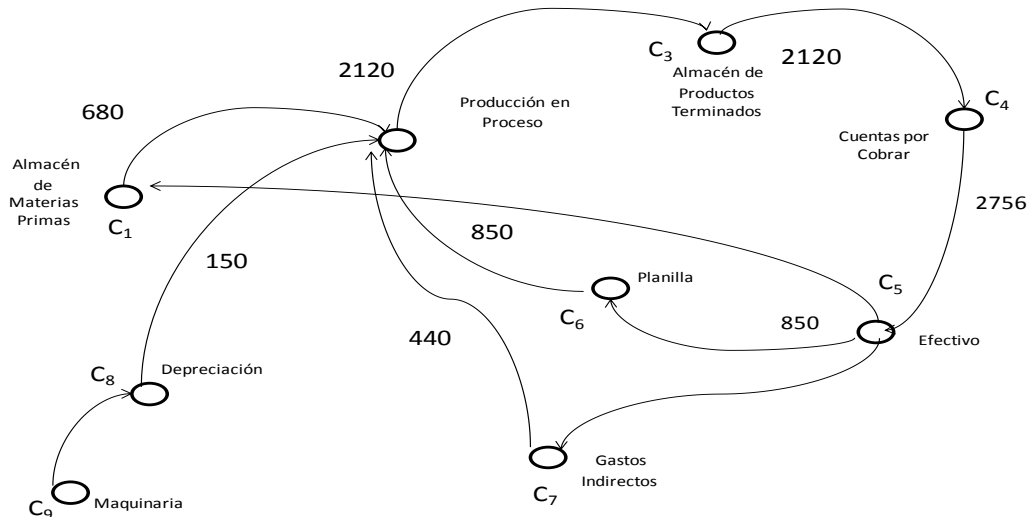 C3
2120
Almacén de
Productos
Terminados
2120
C4
Cuentas por
Cobrar
2120
Producción en
Proceso
680
Almacén
de
Materias
Primas
C1
2756
850
150
Planilla
C6
C5
850
Efectivo
440
C8
Depreciación
Gastos
Indirectos
C7
C9
Maquinaria